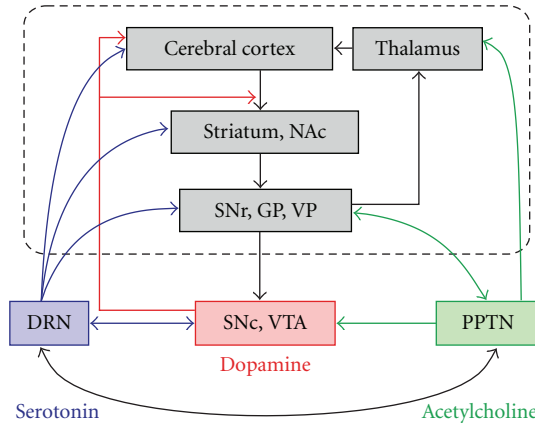 Cerebral cortex
Thalamus
Striatum, NAc
SNr, GP, VP
DRN
SNc, VTA
PPTN
Dopamine
Serotonin
Acetylcholine